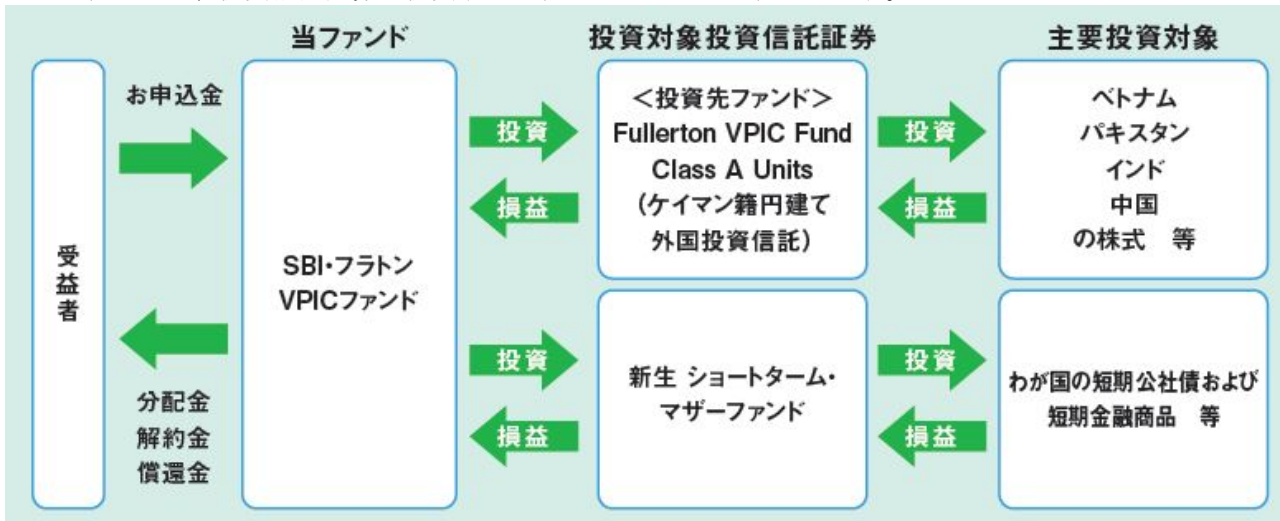 当ファンド
投資対象投資信託証券
主要投資対象
受益者
お申込金
分配金
解約金
償還金
SBI・フラトン
VPICファンド
投資
損益
＜投資先ファンド＞
Fullerton VPIC Fund
Class A Units
（ケイマン籍円建て
外国投資信託）
投資
損益
ベトナム
パキスタン
インド
中国
の株式　等
投資
損益
新生 ショートターム・
マザーファンド
投資
損益
わが国の短期公社債および
短期金融商品　等